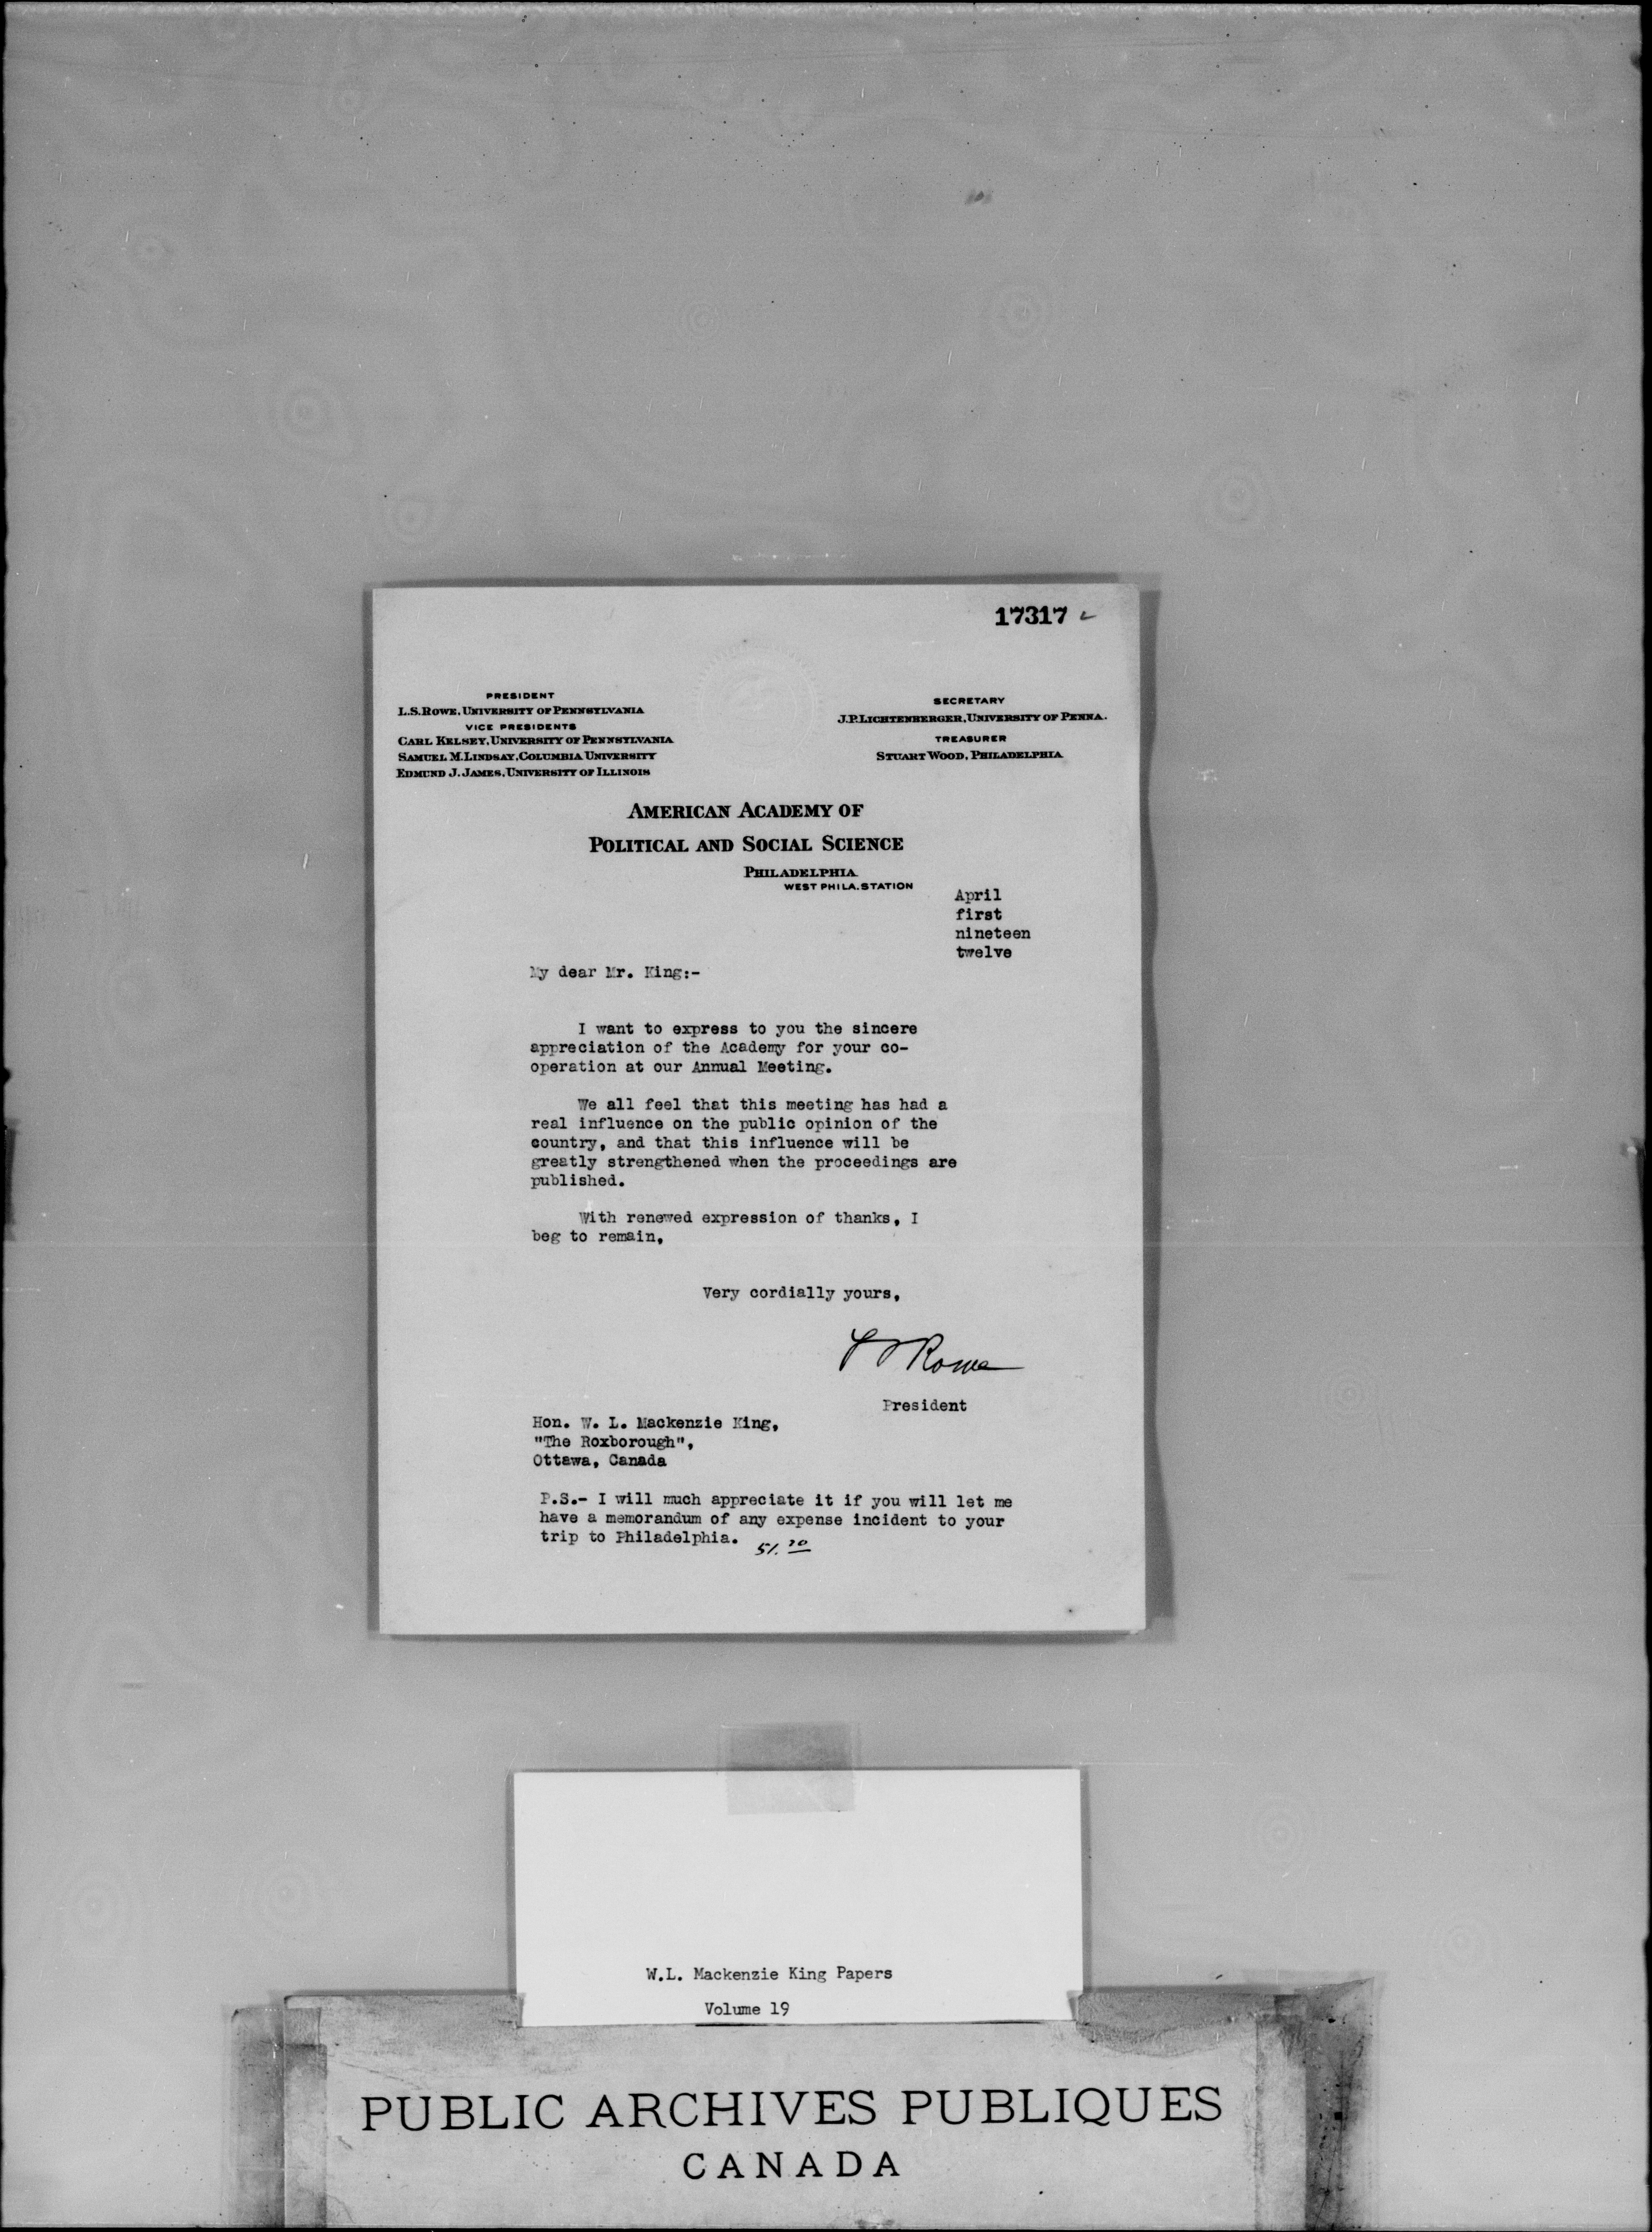 17317
PRESIDENT
L.S.ROWE, UNIVERSITY OF PENNSYLVANIA
VICE PRESIDENTS
CARL KELSEY, UNIVERSITY OF PENNSYLVANIA
SAMUEL M. LINDSAY, COLUMBIA UNIVERSITY
EDMUND J. JAMES, UNIVERSITY OF ILLINOIS
SECRETARY
J.P. LICHTENBERGER, UNIVERSITY OF PENNA.
TREASURER
STUART WOOD, PHILADELPHIA
AMERICAN ACADEMY OF
POLITICAL AND SOCIAL SCIENCE
PHILADELPHIA
WEST PHILA. STATION
April
first
nineteen
twelve
My dear Mr. King:-
I want to express to you the sincere
appreciation of the Academy for your co-
operation at our Annual Meeting.
We all feel that this meeting has had a
real influence on the public opinion of the
country, and that this influence will be
greatly strengthened when the proceedings are
published.
With renewed expression of thanks, I
beg to remain,
Very cordially yours,
L S Rowe
President
Hon. W. L. Mackenzie King,
"The Roxborough",
Ottawa, Canada
P.S.- I will much appreciate it if you will let me
have a memorandum of any expense incident to your
trip to Philadelphia.
W.L. Mackenzie King Papers
Volume 19
PUBLIC ARCHIVES PUBLIQUES
CANADA